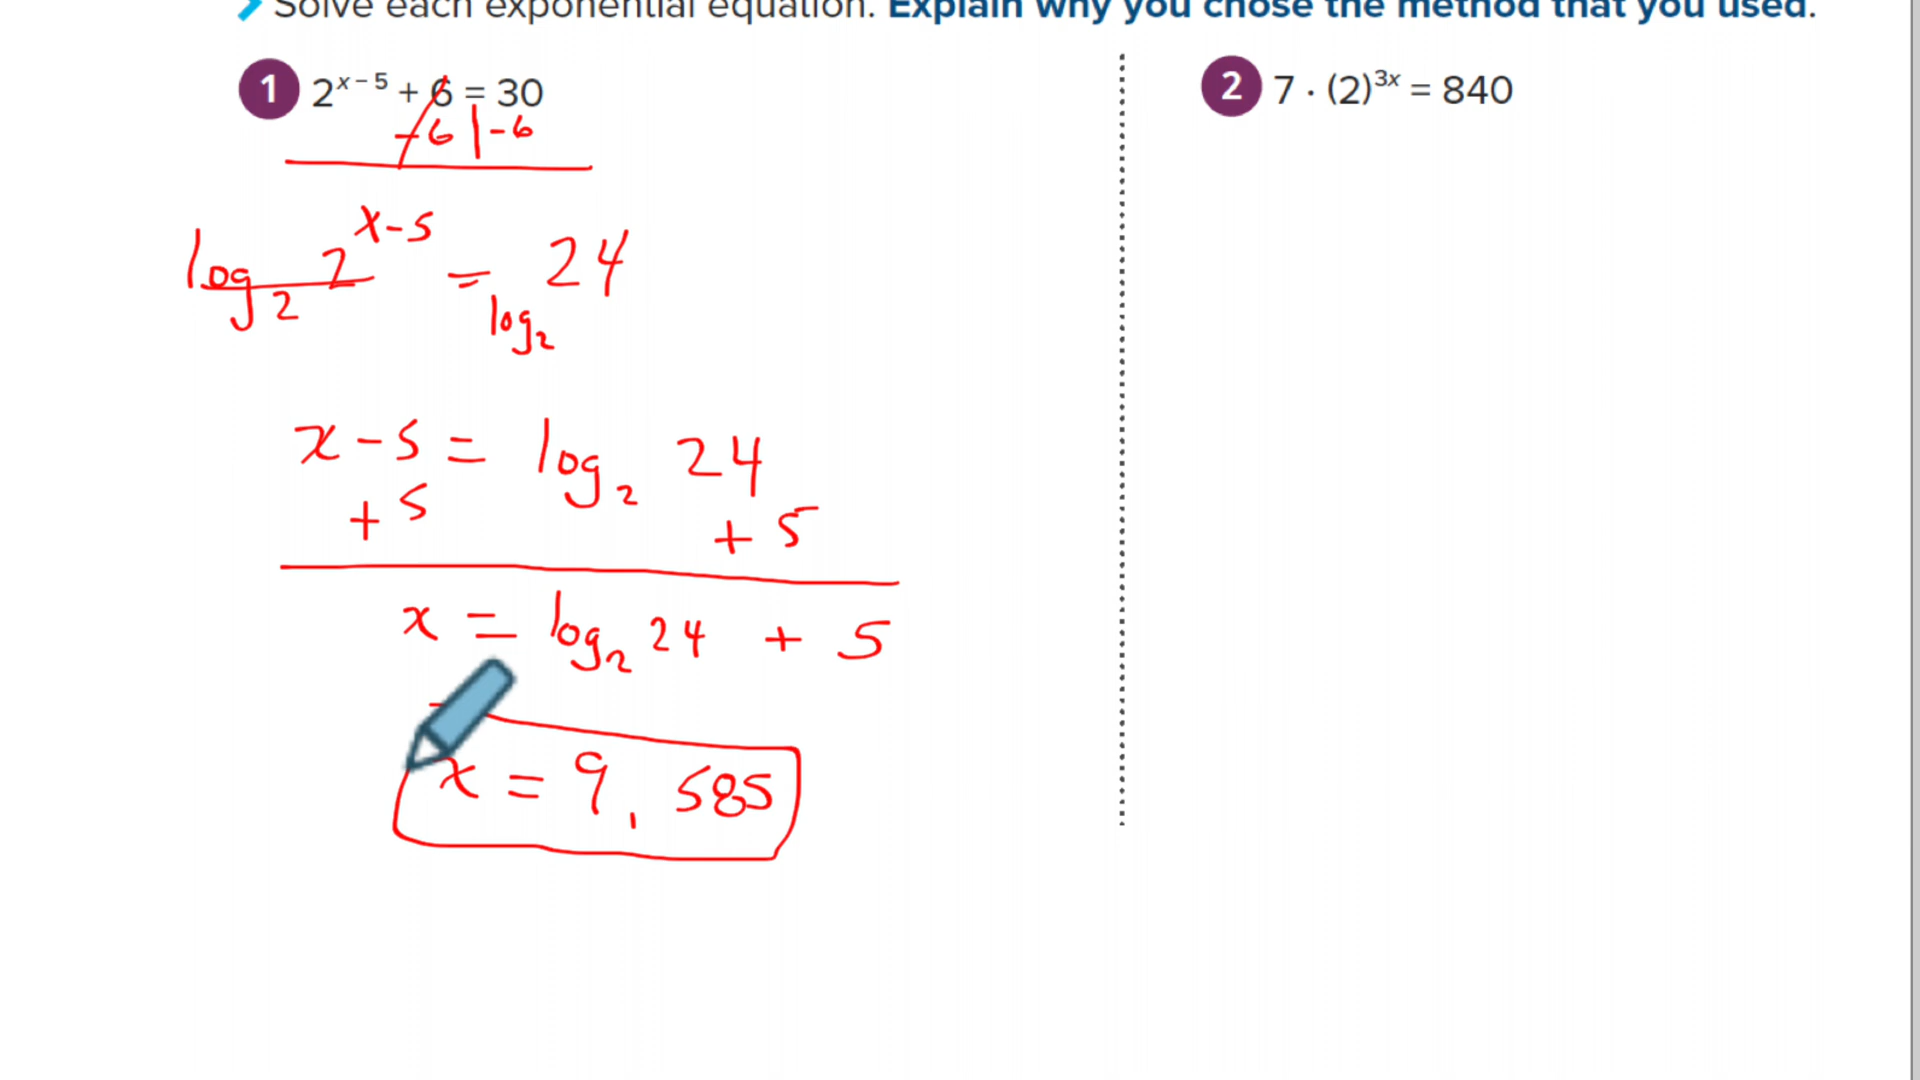 Solve each exponential equation. Explain why you chose the method that you used.
1 2^{x-5} + 6 = 30
-6 | -6
log₂ 2^{x-5} = log₂ 24
x - 5 = log₂ 24
+ 5 + 5
x = log₂ 24 + 5
x = 9.585
2 7 · (2)^{3x} = 840